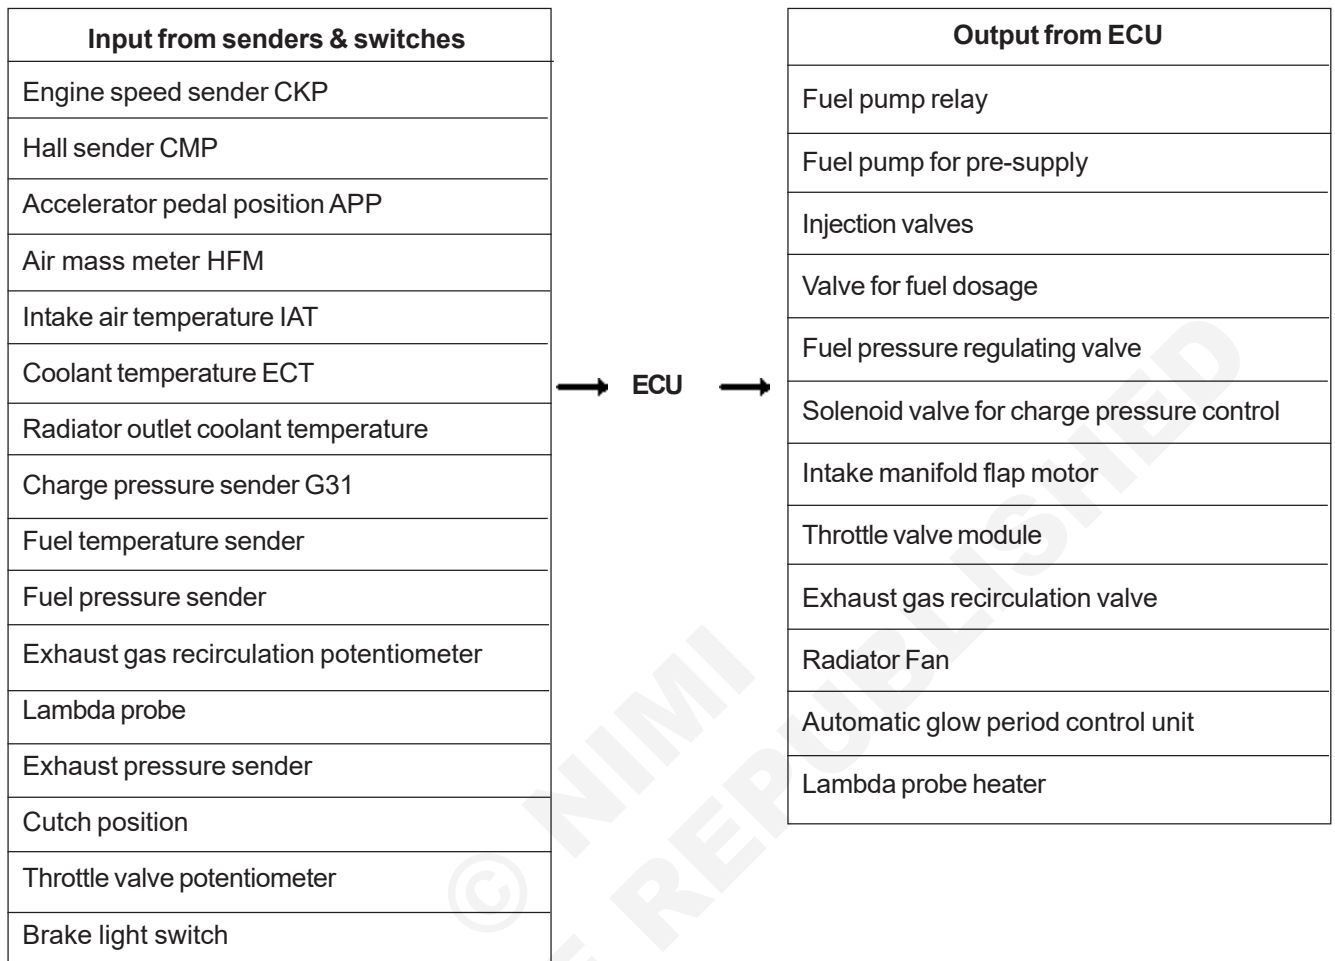 Input from senders & switches
Engine speed sender CKP
Hall sender CMP
Accelerator pedal position APP
Air mass meter HFM
Intake air temperature IAT
Coolant temperature ECT
Radiator outlet coolant temperature
Charge pressure sender G31
Fuel temperature sender
Fuel pressure sender
Exhaust gas recirculation potentiometer
Lambda probe
Exhaust pressure sender
Cutch position
Throttle valve potentiometer
Brake light switch
ECU
Output from ECU
Fuel pump relay
Fuel pump for pre-supply
Injection valves
Valve for fuel dosage
Fuel pressure regulating valve
Solenoid valve for charge pressure control
Intake manifold flap motor
Throttle valve module
Exhaust gas recirculation valve
Radiator Fan
Automatic glow period control unit
Lambda probe heater
© NIMI
REPUBLISHED